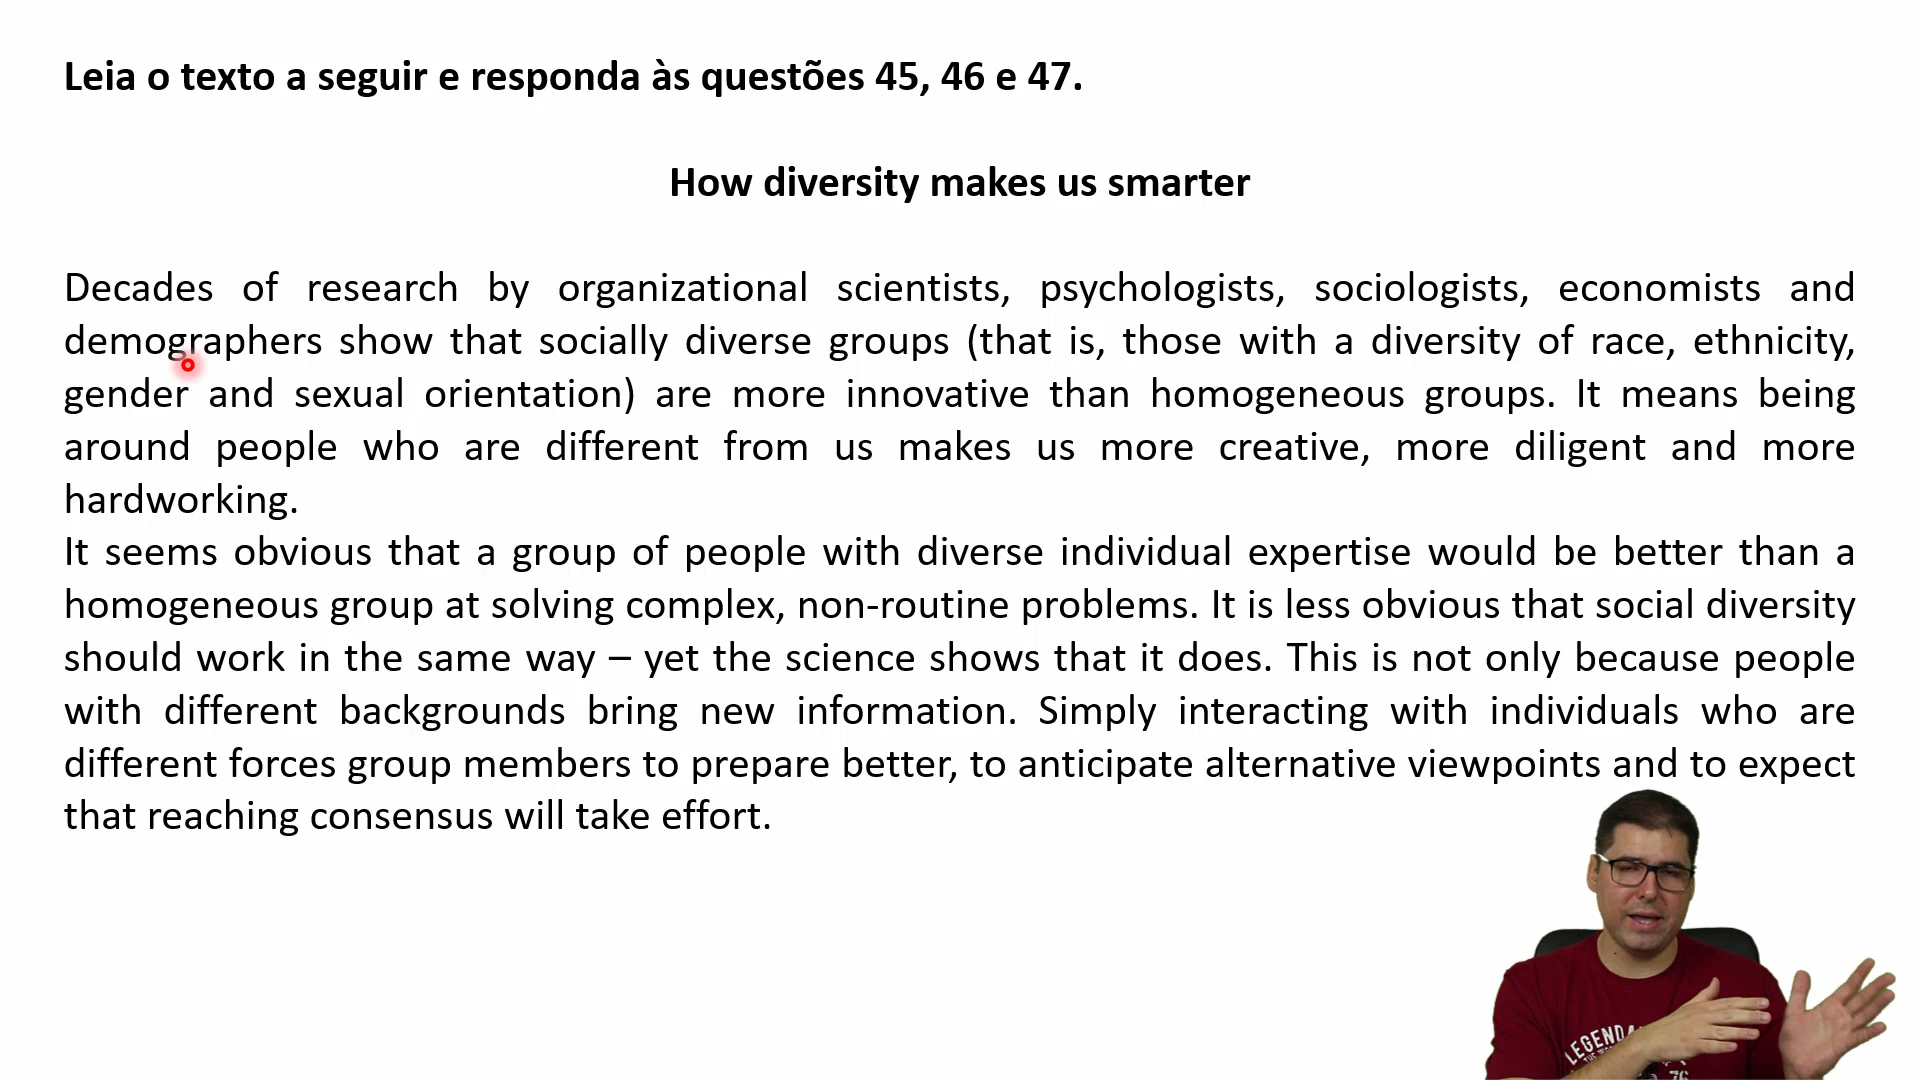 Leia o texto a seguir e responda às questões 45, 46 e 47.
How diversity makes us smarter
Decades of research by organizational scientists, psychologists, sociologists, economists and
demographers show that socially diverse groups (that is, those with a diversity of race, ethnicity,
gender and sexual orientation) are more innovative than homogeneous groups. It means being
around people who are different from us makes us more creative, more diligent and more
hardworking.
It seems obvious that a group of people with diverse individual expertise would be better than a
homogeneous group at solving complex, non-routine problems. It is less obvious that social diversity
should work in the same way – yet the science shows that it does. This is not only because people
with different backgrounds bring new information. Simply interacting with individuals who are
different forces group members to prepare better, to anticipate alternative viewpoints and to expect
that reaching consensus will take effort.